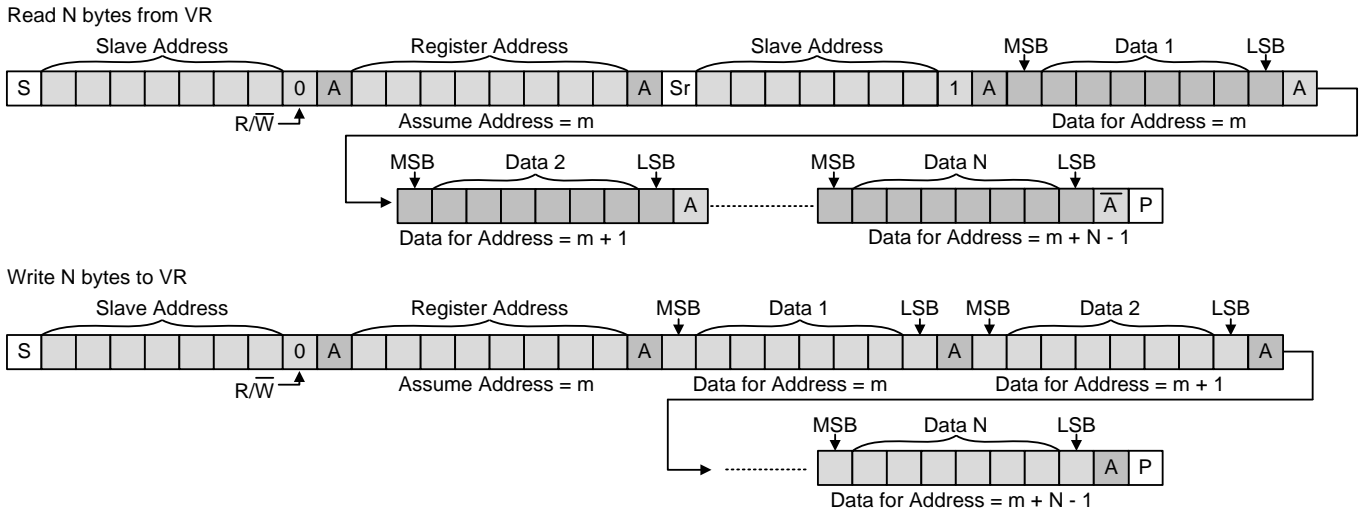 Read N bytes from VR
Slave Address Register Address Slave Address MSB Data 1 LSB
S 0 A A Sr 1 A A
R/W̅ Assume Address = m Data for Address = m
MSB Data 2 LSB MSB Data N LSB
A A̅ P
Data for Address = m + 1 Data for Address = m + N - 1
Write N bytes to VR
Slave Address Register Address MSB Data 1 LSB MSB Data 2 LSB
S 0 A A A A
R/W̅ Assume Address = m Data for Address = m Data for Address = m + 1
MSB Data N LSB
A P
Data for Address = m + N - 1